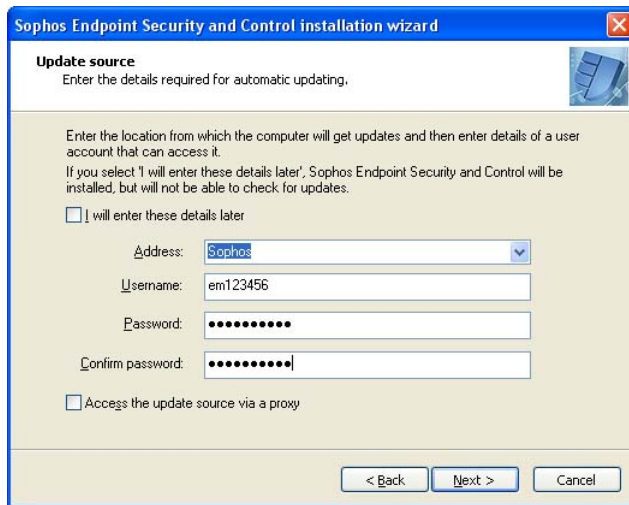 Sophos Endpoint Security and Control installation wizard
Update source
Enter the details required for automatic updating.
Enter the location from which the computer will get updates and then enter details of a user
account that can access it.
If you select 'I will enter these details later', Sophos Endpoint Security and Control will be
installed, but will not be able to check for updates.
I will enter these details later
Address: Sophos
Username: em123456
Password: ••••••••••
Confirm password: ••••••••••
Access the update source via a proxy
< Back Next > Cancel